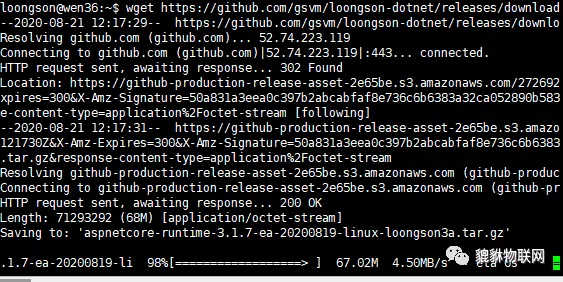 loongson@wen36:~$ wget https://github.com/gsvm/loongson-dotnet/releases/download
--2020-08-21 12:17:29--  https://github.com/gsvm/loongson-dotnet/releases/downlo
Resolving github.com (github.com)... 52.74.223.119
Connecting to github.com (github.com)|52.74.223.119|:443... connected.
HTTP request sent, awaiting response... 302 Found
Location: https://github-production-release-asset-2e65be.s3.amazonaws.com/272692
xpires=300&X-Amz-Signature=50a831a3eea0c397b2abcabfaf8e736c6b6383a32ca052890b583
e-content-type=application%2Foctet-stream [following]
--2020-08-21 12:17:31--  https://github-production-release-asset-2e65be.s3.amazo
121730Z&X-Amz-Expires=300&X-Amz-Signature=50a831a3eea0c397b2abcabfaf8e736c6b6383
.tar.gz&response-content-type=application%2Foctet-stream
Resolving github-production-release-asset-2e65be.s3.amazonaws.com (github-produc
Connecting to github-production-release-asset-2e65be.s3.amazonaws.com (github-pr
HTTP request sent, awaiting response... 200 OK
Length: 71293292 (68M) [application/octet-stream]
Saving to: 'aspnetcore-runtime-3.1.7-ea-20200819-linux-loongson3a.tar.gz'
.1.7-ea-20200819-li  98%[===================> ]  67.02M  4.50MB/s    eta 0s
貔貅物联网